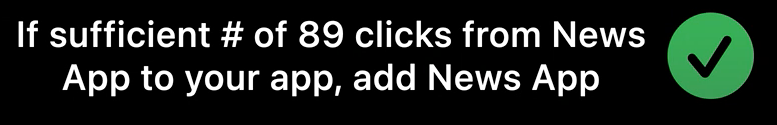 If sufficient # of 89 clicks from News
App to your app, add News App